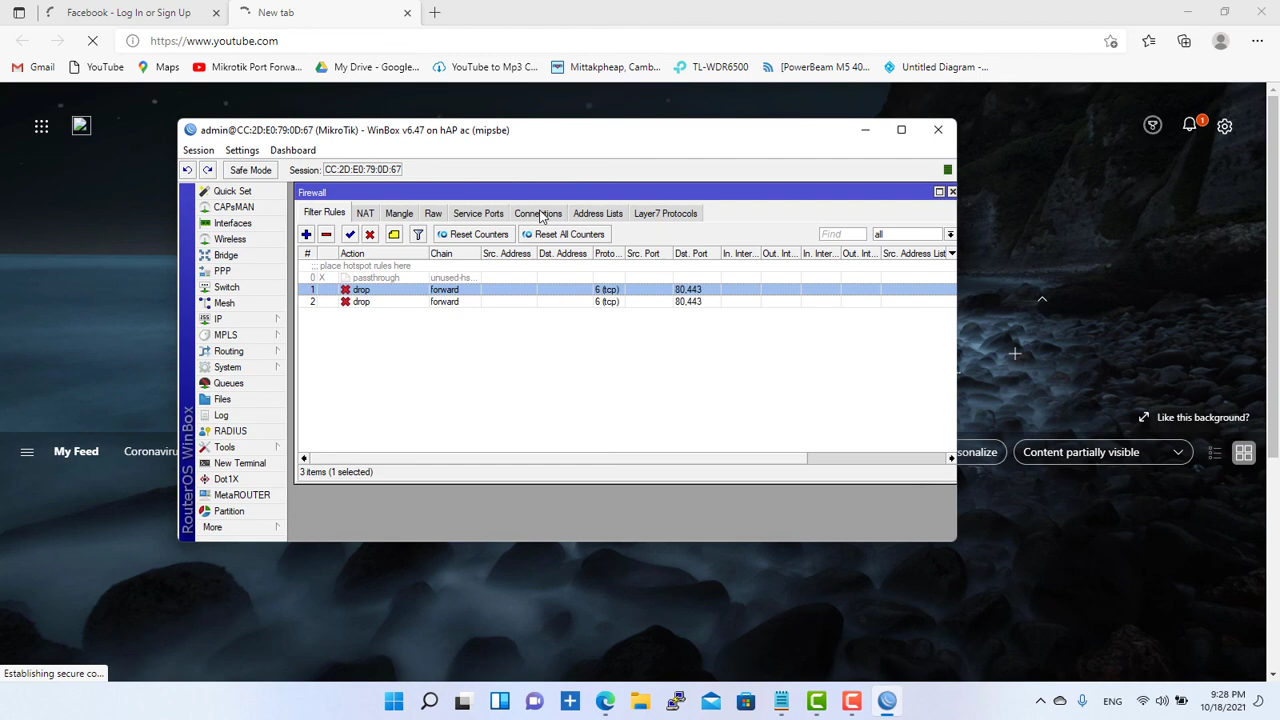 Facebook - Log In or Sign Up
New tab
https://www.youtube.com
Gmail
YouTube
Maps
Mikrotik Port Forwa...
My Drive - Google...
YouTube to Mp3 C...
Mittakpheap, Camb...
TL-WDR6500
[PowerBeam M5 40...
Untitled Diagram -...
1
admin@CC:2D:E0:79:0D:67 (MikroTik) - WinBox v6.47 on hAP ac (mipsbe)
Session Settings Dashboard
Safe Mode Session: CC:2D:E0:79:0D:67
Quick Set
CAPsMAN
Interfaces
Wireless
Bridge
PPP
Switch
Mesh
IP
MPLS
Routing
System
Queues
Files
Log
RADIUS
Tools
New Terminal
Dot1X
MetaROUTER
Partition
More
RouterOS WinBox
Firewall
Filter Rules NAT Mangle Raw Service Ports Connections Address Lists Layer7 Protocols
Reset Counters Reset All Counters Find all
# Action Chain Src. Address Dst. Address Proto... Src. Port Dst. Port In. Inter... Out. Int... In. Inter... Out. Int... Src. Address List
;;; place hotspot rules here
0 X passthrough unused-hs...
1 drop forward 6 (tcp) 80,443
2 drop forward 6 (tcp) 80,443
3 items (1 selected)
Like this background?
My Feed Coronaviru
sonalize
Content partially visible
Establishing secure co...
ENG
9:28 PM
10/18/2021